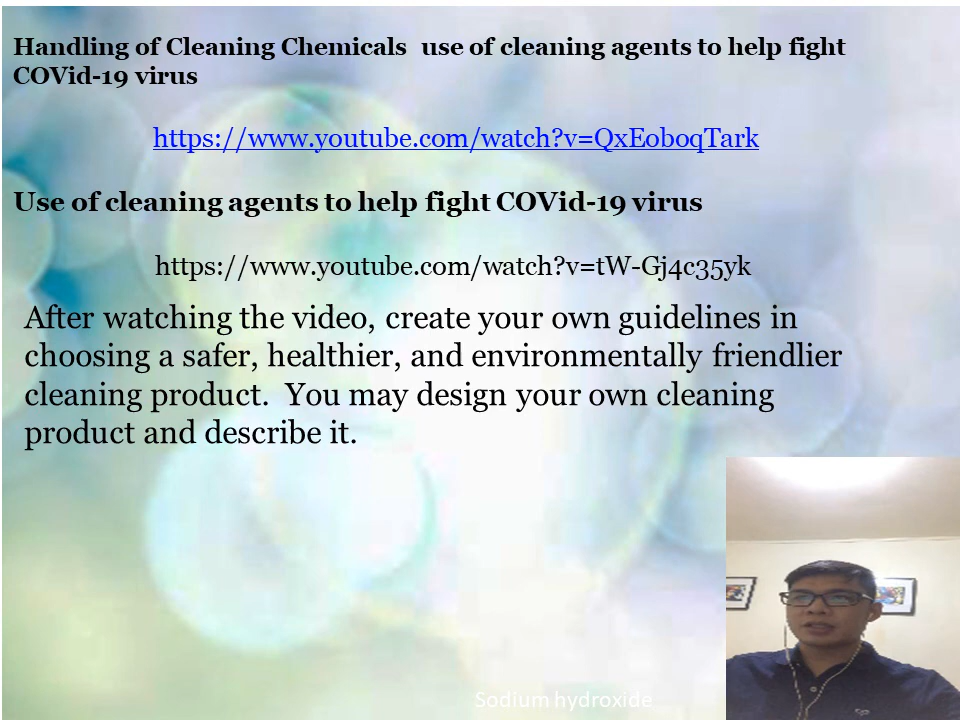 Handling of Cleaning Chemicals  use of cleaning agents to help fight
COVid-19 virus
https://www.youtube.com/watch?v=QxEoboqTark
Use of cleaning agents to help fight COVid-19 virus
https://www.youtube.com/watch?v=tW-Gj4c35yk
After watching the video, create your own guidelines in
choosing a safer, healthier, and environmentally friendlier
cleaning product.  You may design your own cleaning
product and describe it.
Sodium hydroxide